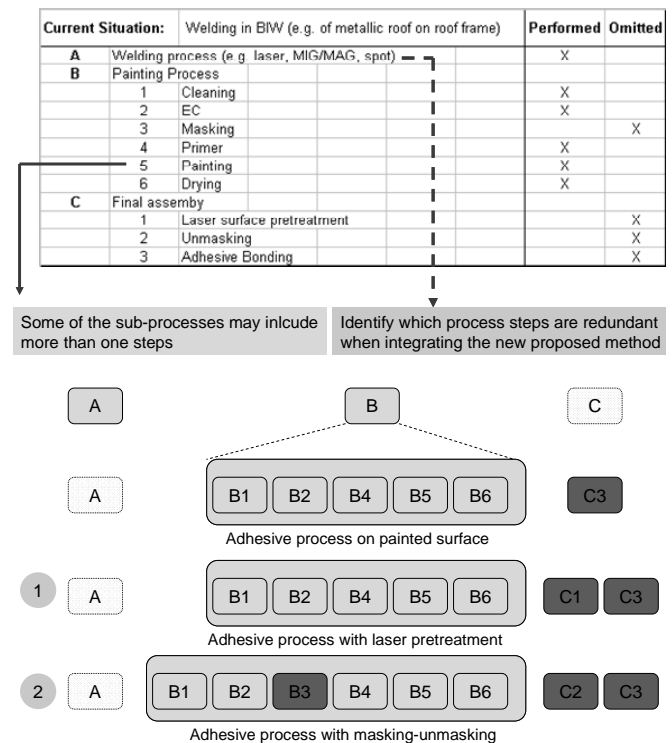 Current Situation: Welding in BIW (e.g. of metallic roof on roof frame) Performed Omitted
A Welding process (e.g. laser, MIG/MAG, spot) X
B Painting Process
1 Cleaning X
2 EC X
3 Masking X
4 Primer X
5 Painting X
6 Drying X
C Final assemby
1 Laser surface pretreatment X
2 Unmasking X
3 Adhesive Bonding X
Some of the sub-processes may inlcude
more than one steps
Identify which process steps are redundant
when integrating the new proposed method
A B C
A B1 B2 B4 B5 B6 C3
Adhesive process on painted surface
1 A B1 B2 B4 B5 B6 C1 C3
Adhesive process with laser pretreatment
2 A B1 B2 B3 B4 B5 B6 C2 C3
Adhesive process with masking-unmasking